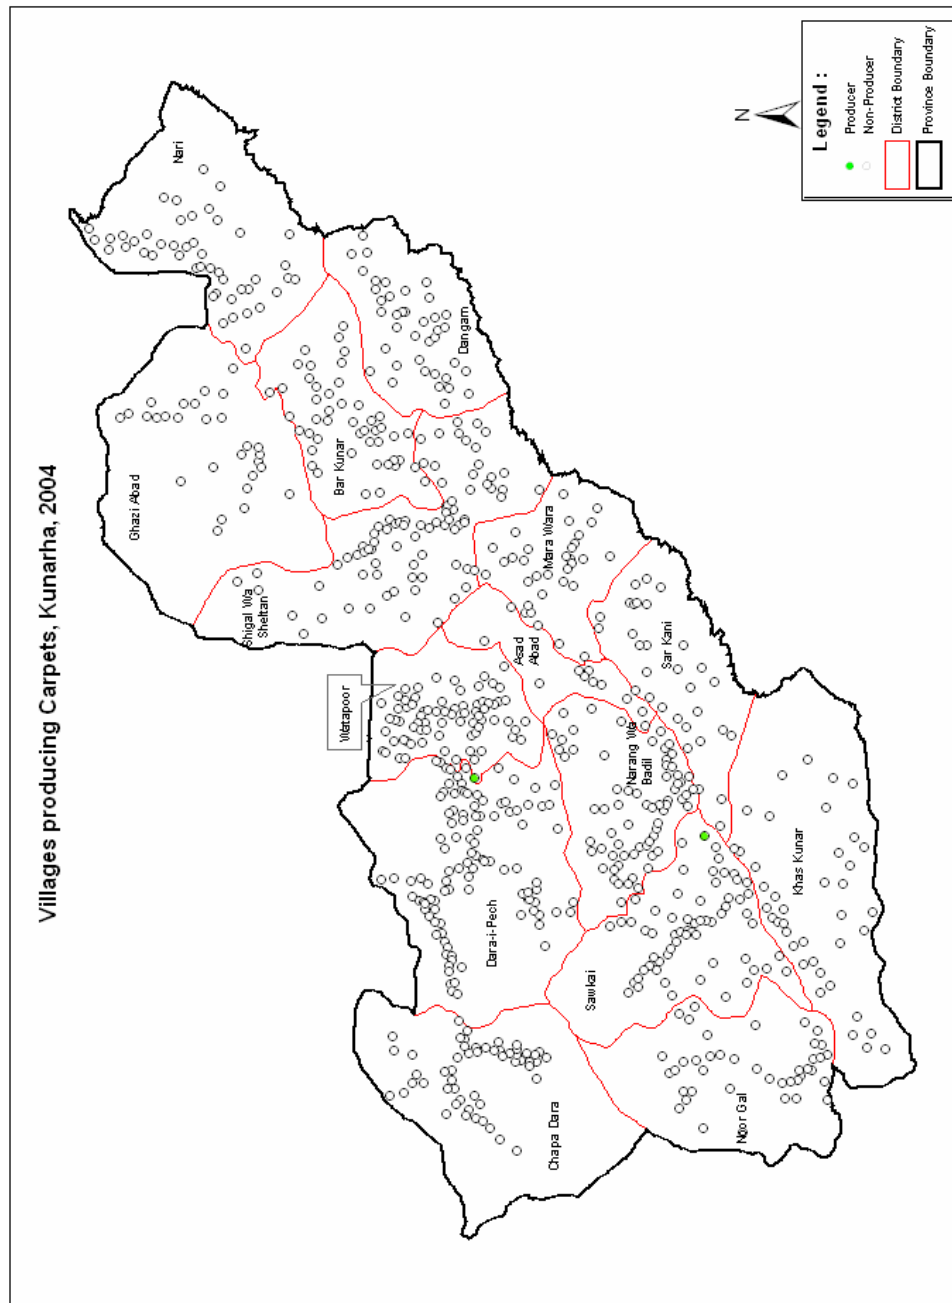 Villages producing Carpets, Kunarha, 2004
Nari
Ghazi Abad
Bar Kunar
Dangam
Shigal Wa
Sheltan
Watapoor
Asad
Abad
Mara Wara
Sar Kani
Narang Wa
Badil
Dara-i-Pech
Sawkai
Khas Kunar
Chapa Dara
Noor Gal
N
Legend :
Producer
Non-Producer
District Boundary
Province Boundary